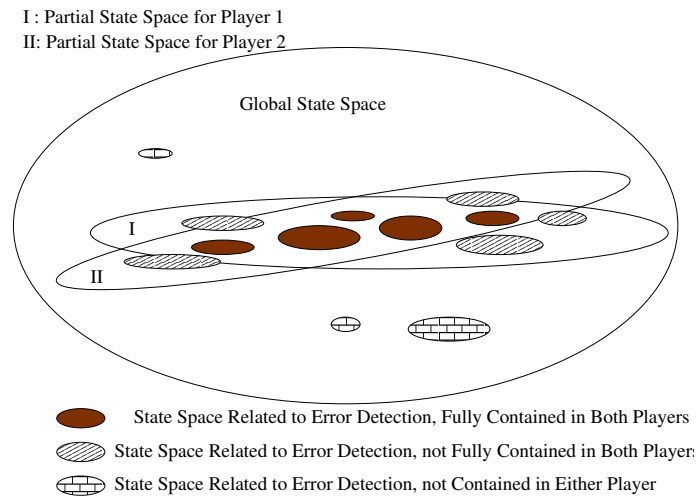 I : Partial State Space for Player 1
II: Partial State Space for Player 2
Global State Space
I
II
State Space Related to Error Detection, Fully Contained in Both Players
State Space Related to Error Detection, not Fully Contained in Both Players
State Space Related to Error Detection, not Contained in Either Player